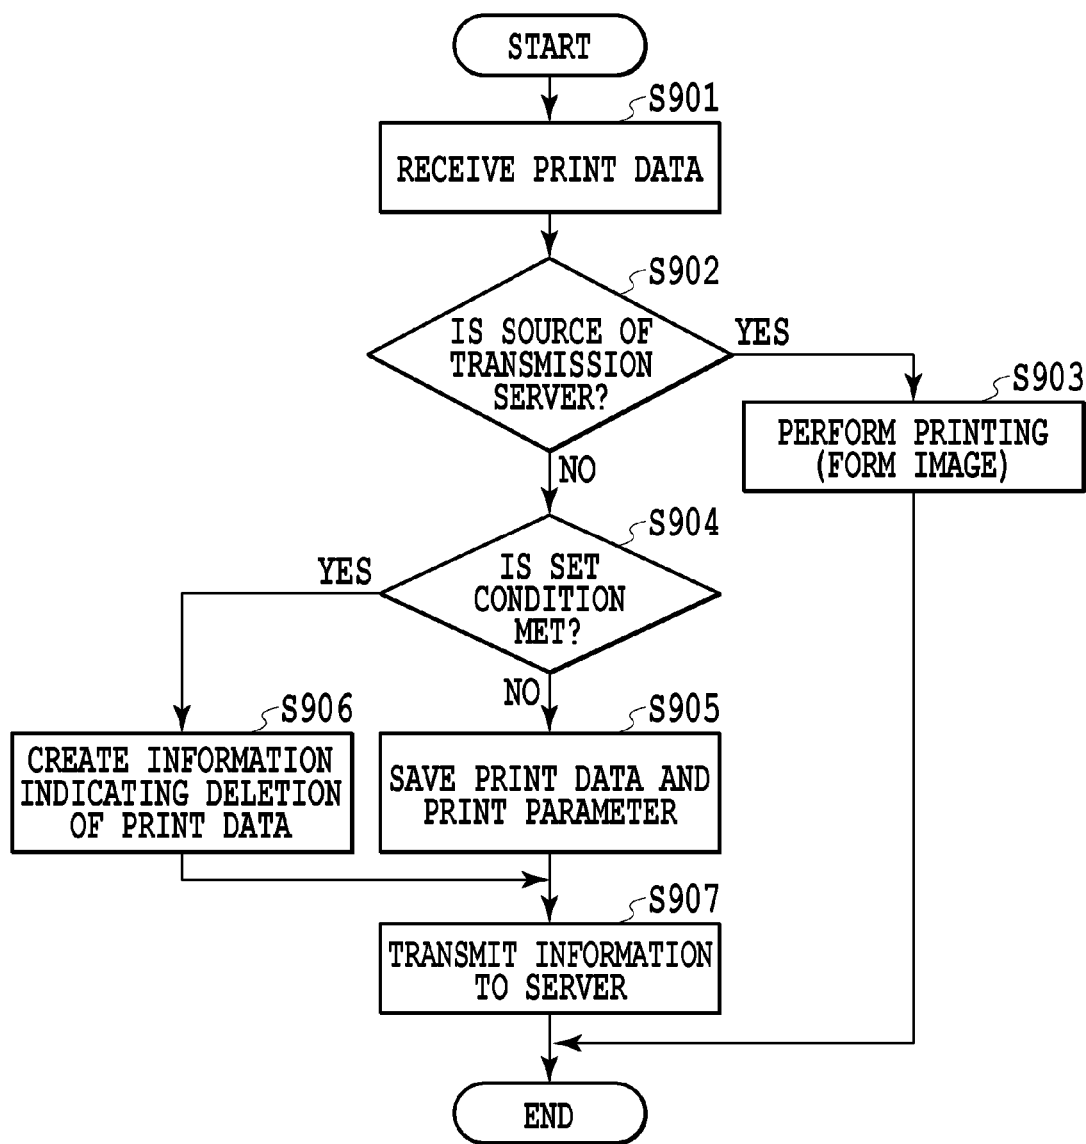 START
S901
RECEIVE PRINT DATA
S902
IS SOURCE OF
TRANSMISSION
SERVER?
YES
S903
PERFORM PRINTING
(FORM IMAGE)
NO
S904
IS SET
CONDITION
MET?
YES
NO
S906
CREATE INFORMATION
INDICATING DELETION
OF PRINT DATA
S905
SAVE PRINT DATA AND
PRINT PARAMETER
S907
TRANSMIT INFORMATION
TO SERVER
END